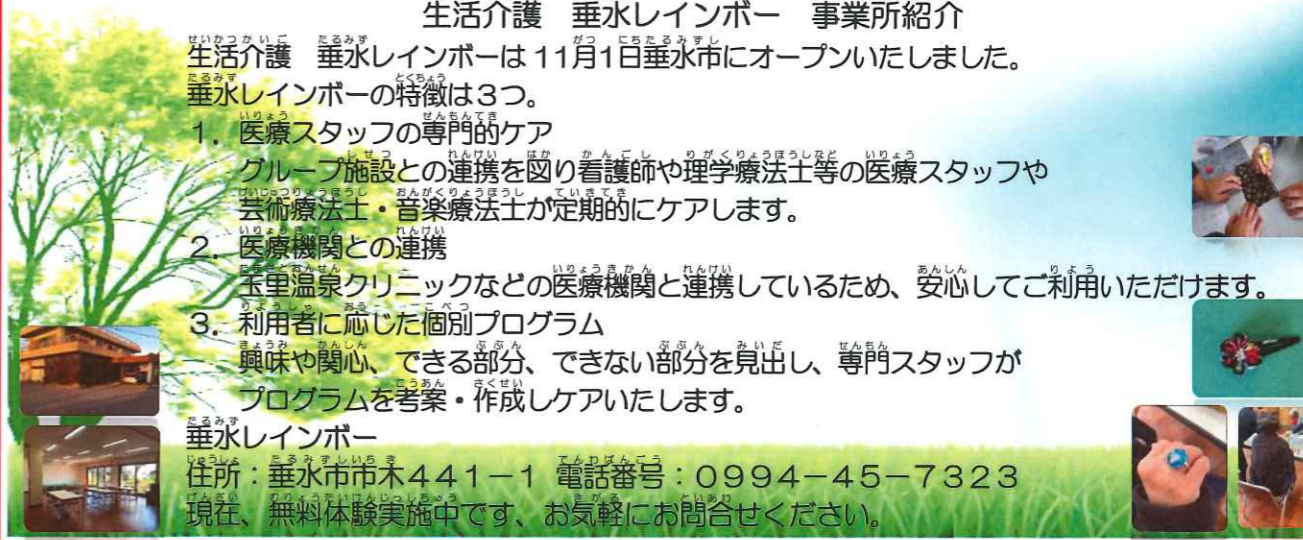 生活介護　垂水レインボー　事業所紹介
生活介護　垂水レインボーは11月1日垂水市にオープンいたしました。
垂水レインボーの特徴は３つ。
１．医療スタッフの専門的ケア
グループ施設との連携を図り看護師や理学療法士等の医療スタッフや
芸術療法士・音楽療法士が定期的にケアします。
２．医療機関との連携
玉里温泉クリニックなどの医療機関と連携しているため、安心してご利用いただけます。
３．利用者に応じた個別プログラム
興味や関心、できる部分、できない部分を見出し、専門スタッフが
プログラムを考案・作成しケアいたします。
垂水レインボー
住所：垂水市市木４４１－１ 電話番号：０９９４－４５－７３２３
現在、無料体験実施中です、お気軽にお問合せください。